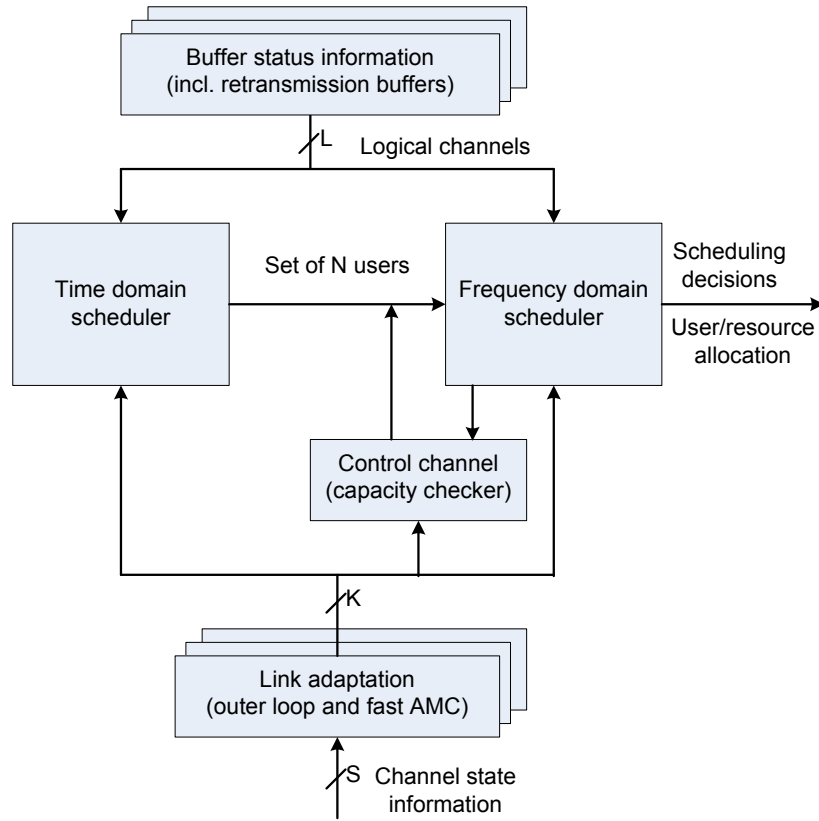 Buffer status information
(incl. retransmission buffers)
L
Logical channels
Time domain
scheduler
Set of N users
Frequency domain
scheduler
Scheduling
decisions
User/resource
allocation
Control channel
(capacity checker)
K
Link adaptation
(outer loop and fast AMC)
S
Channel state
information